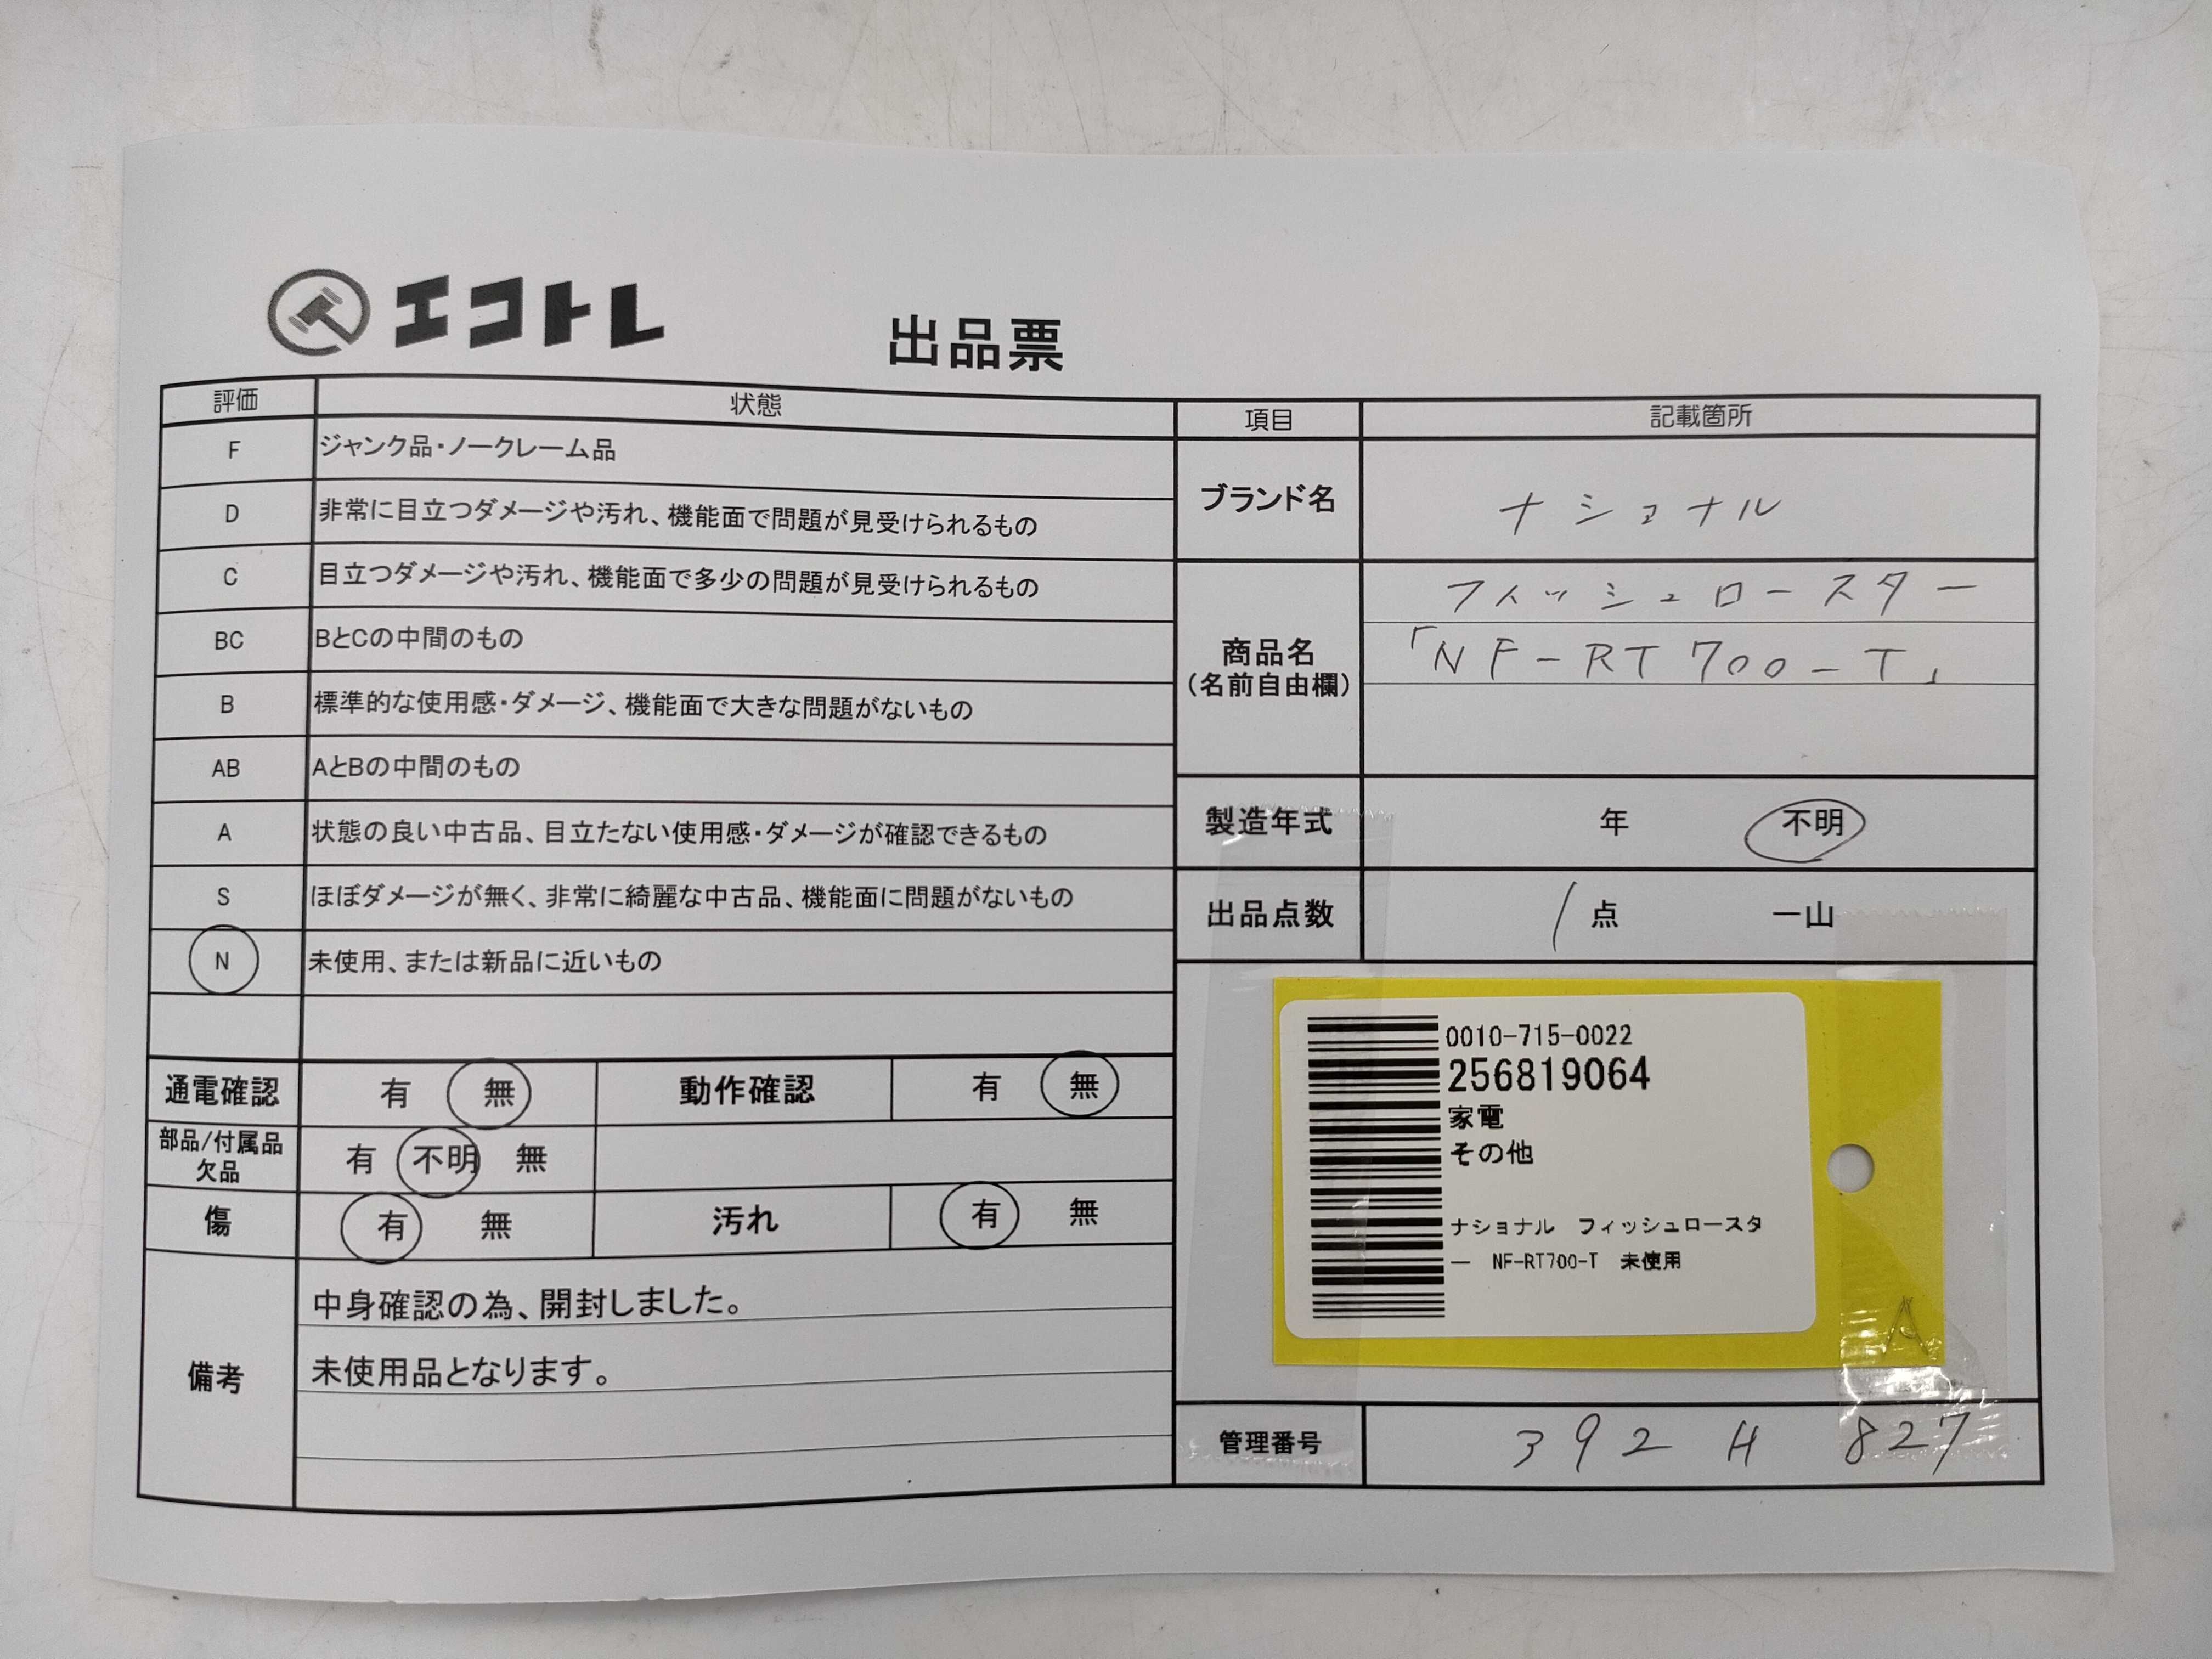 エコトレ
出品票
評価 状態
F ジャンク品・ノークレーム品
D 非常に目立つダメージや汚れ、機能面で問題が見受けられるもの
C 目立つダメージや汚れ、機能面で多少の問題が見受けられるもの
BC BとCの中間のもの
B 標準的な使用感・ダメージ、機能面で大きな問題がないもの
AB AとBの中間のもの
A 状態の良い中古品、目立たない使用感・ダメージが確認できるもの
S ほぼダメージが無く、非常に綺麗な中古品、機能面に問題がないもの
N 未使用、または新品に近いもの
通電確認 有 無 動作確認 有 無
部品/付属品
欠品
有 不明 無
傷 有 無 汚れ 有 無
備考
中身確認の為、開封しました。
未使用品となります。
項目 記載箇所
ブランド名 ナショナル
商品名
(名前自由欄)
フィッシュロースター
「NF-RT700-T」
製造年式 年 不明
出品点数 1点 一山
0010-715-0022
256819064
家電
その他
ナショナル フィッシュロースタ
ー NF-RT700-T 未使用
A
管理番号 392 H 827